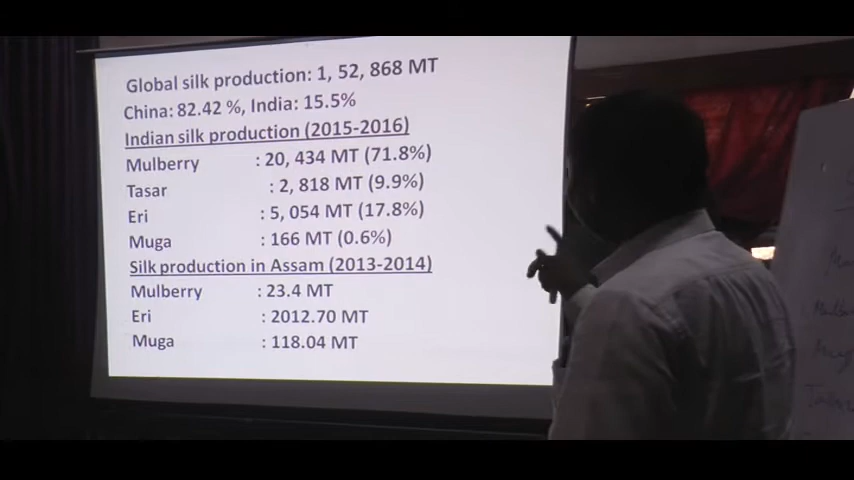 Global silk production: 1, 52, 868 MT
China: 82.42 %, India: 15.5%
Indian silk production (2015-2016)
Mulberry : 20, 434 MT (71.8%)
Tasar : 2, 818 MT (9.9%)
Eri : 5, 054 MT (17.8%)
Muga : 166 MT (0.6%)
Silk production in Assam (2013-2014)
Mulberry : 23.4 MT
Eri : 2012.70 MT
Muga : 118.04 MT